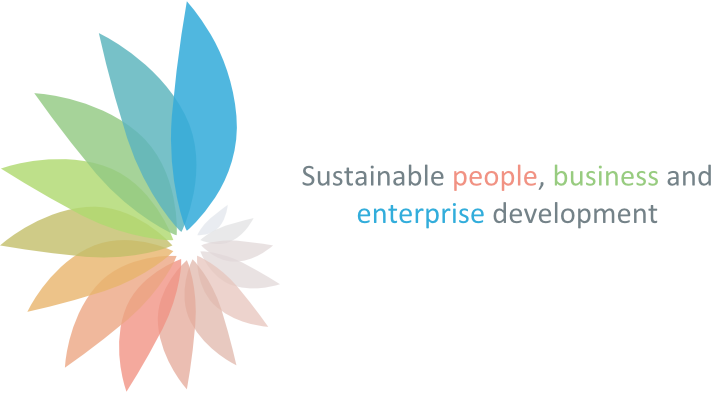 Sustainable people, business and
enterprise development